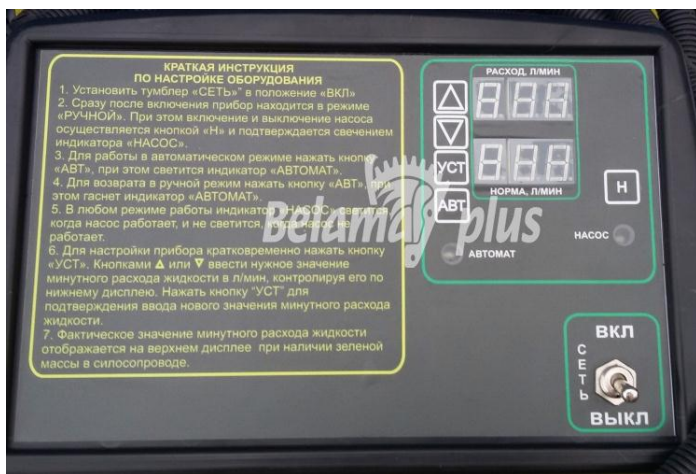 КРАТКАЯ ИНСТРУКЦИЯ
ПО НАСТРОЙКЕ ОБОРУДОВАНИЯ
1. Установить тумблер «СЕТЬ»" в положение «ВКЛ»
2. Сразу после включения прибор находится в режиме
«РУЧНОЙ». При этом включение и выключение насоса
осуществляется кнопкой «Н» и подтверждается свечением
индикатора «НАСОС».
3. Для работы в автоматическом режиме нажать кнопку
«АВТ», при этом светится индикатор «АВТОМАТ».
4. Для возврата в ручной режим нажать кнопку «АВТ», при
этом гаснет индикатор «АВТОМАТ».
5. В любом режиме работы индикатор «НАСОС» светится,
когда насос работает, и не светится, когда насос не
работает.
6. Для настройки прибора кратковременно нажать кнопку
«УСТ». Кнопками Δ или ∇ ввести нужное значение
минутного расхода жидкости в л/мин, контролируя его по
нижнему дисплею. Нажать кнопку "УСТ" для
подтверждения ввода нового значения минутного расхода
жидкости.
7. Фактическое значение минутного расхода жидкости
отображается на верхнем дисплее при наличии зеленой
массы в силосопроводе.
РАСХОД, Л/МИН
УСТ
НОРМА, Л/МИН
АВТ
Н
НАСОС
АВТОМАТ
Belamaj plus
ВКЛ
СЕТЬ
ВЫКЛ